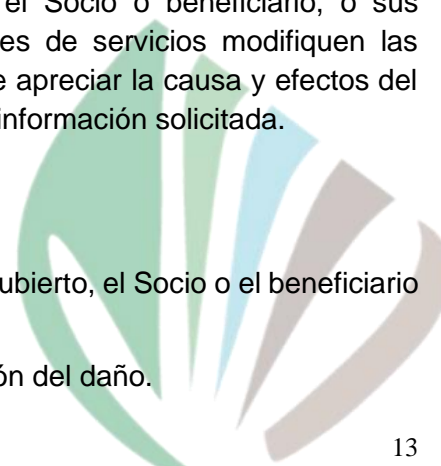 el Socio o beneficiario, o sus
es de servicios modifiquen las
e apreciar la causa y efectos del
información solicitada.
ubierto, el Socio o el beneficiario
ón del daño.
13